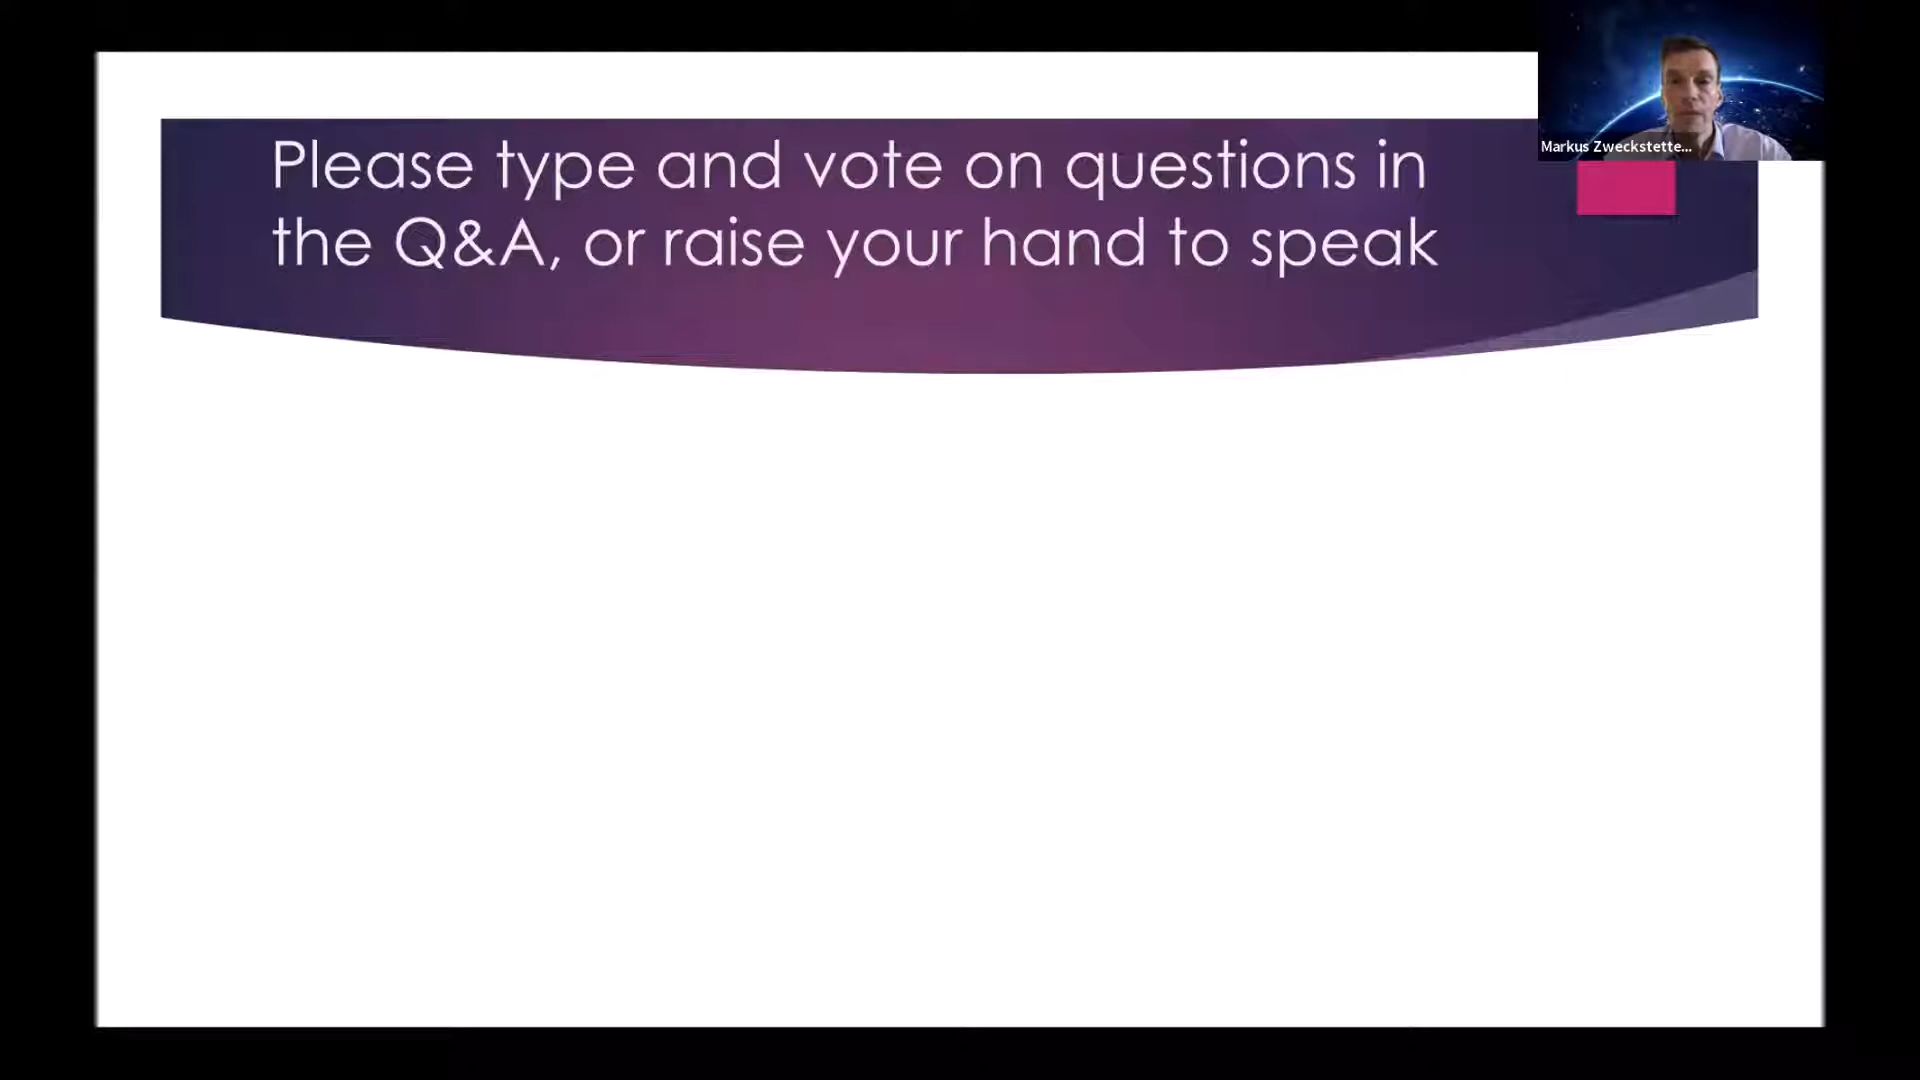 Please type and vote on questions in
the Q&A, or raise your hand to speak
Markus Zweckstette...